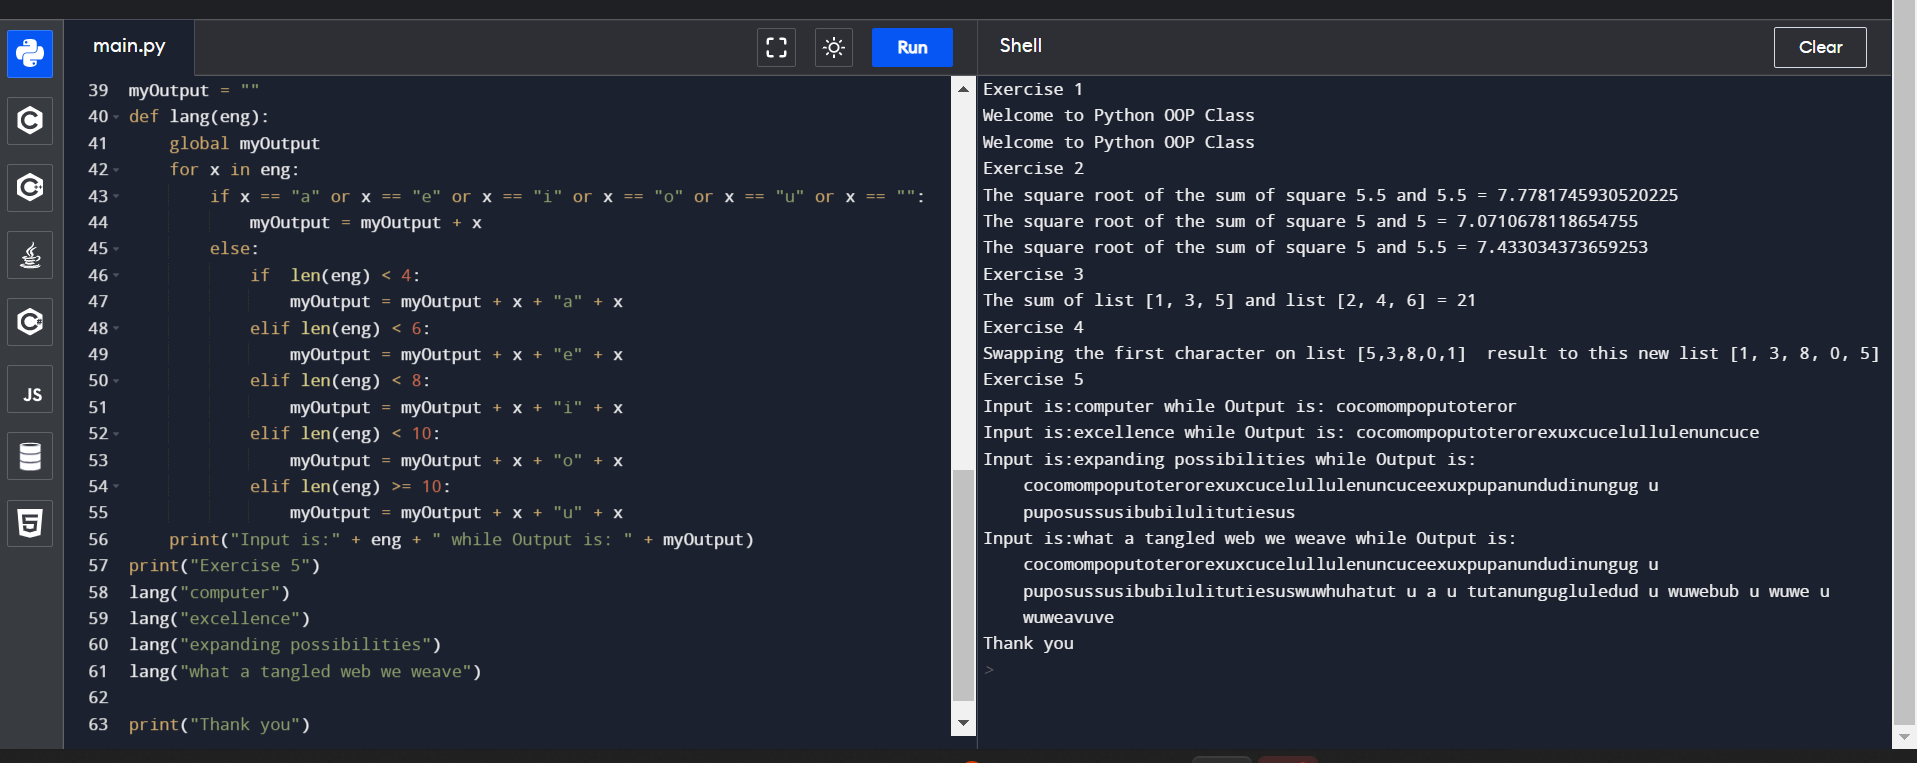 main.py
Run
Shell
Clear
JS
39 myOutput = ""
40 def lang(eng):
41 global myOutput
42 for x in eng:
43 if x == "a" or x == "e" or x == "i" or x == "o" or x == "u" or x == "":
44 myOutput = myOutput + x
45 else:
46 if  len(eng) < 4:
47 myOutput = myOutput + x + "a" + x
48 elif len(eng) < 6:
49 myOutput = myOutput + x + "e" + x
50 elif len(eng) < 8:
51 myOutput = myOutput + x + "i" + x
52 elif len(eng) < 10:
53 myOutput = myOutput + x + "o" + x
54 elif len(eng) >= 10:
55 myOutput = myOutput + x + "u" + x
56 print("Input is:" + eng + " while Output is: " + myOutput)
57 print("Exercise 5")
58 lang("computer")
59 lang("excellence")
60 lang("expanding possibilities")
61 lang("what a tangled web we weave")
62
63 print("Thank you")
Exercise 1
Welcome to Python OOP Class
Welcome to Python OOP Class
Exercise 2
The square root of the sum of square 5.5 and 5.5 = 7.7781745930520225
The square root of the sum of square 5 and 5 = 7.0710678118654755
The square root of the sum of square 5 and 5.5 = 7.433034373659253
Exercise 3
The sum of list [1, 3, 5] and list [2, 4, 6] = 21
Exercise 4
Swapping the first character on list [5,3,8,0,1]  result to this new list [1, 3, 8, 0, 5]
Exercise 5
Input is:computer while Output is: cocomompoputoteror
Input is:excellence while Output is: cocomompoputoterorexuxcucelullulenuncuce
Input is:expanding possibilities while Output is:
cocomompoputoterorexuxcucelullulenuncuceexuxpupanundudinungug u
puposussusibubilulitutiesus
Input is:what a tangled web we weave while Output is:
cocomompoputoterorexuxcucelullulenuncuceexuxpupanundudinungug u
puposussusibubilulitutiesuswuwhuhatut u a u tutanungugluledud u wuwebub u wuwe u
wuweavuve
Thank you
>